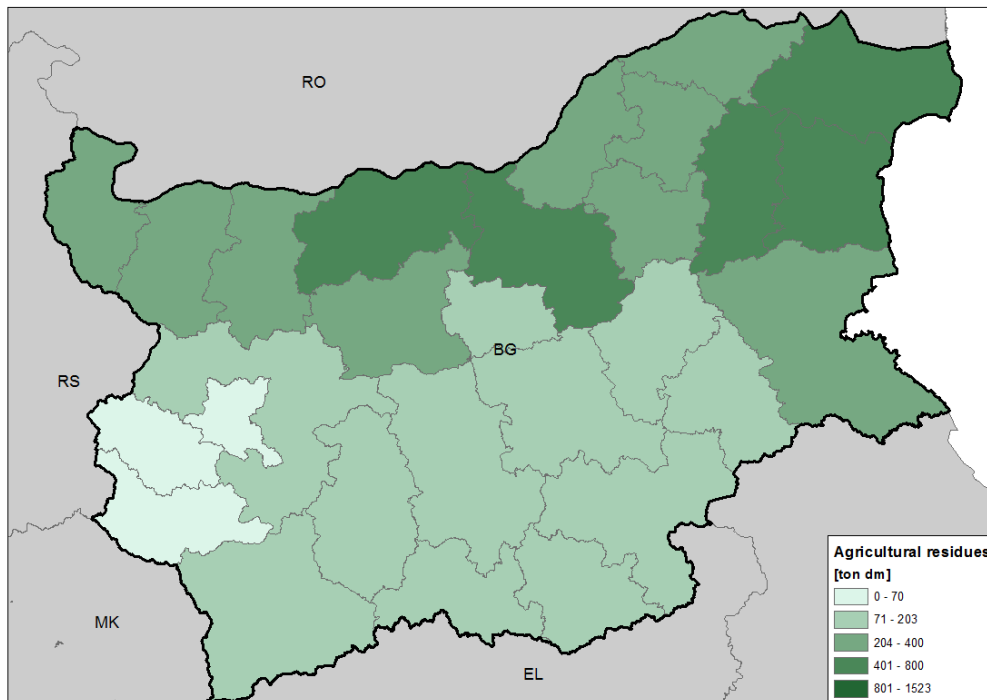 RO
RS
BG
MK
EL
Agricultural residues
[ton dm]
0 - 70
71 - 203
204 - 400
401 - 800
801 - 1523